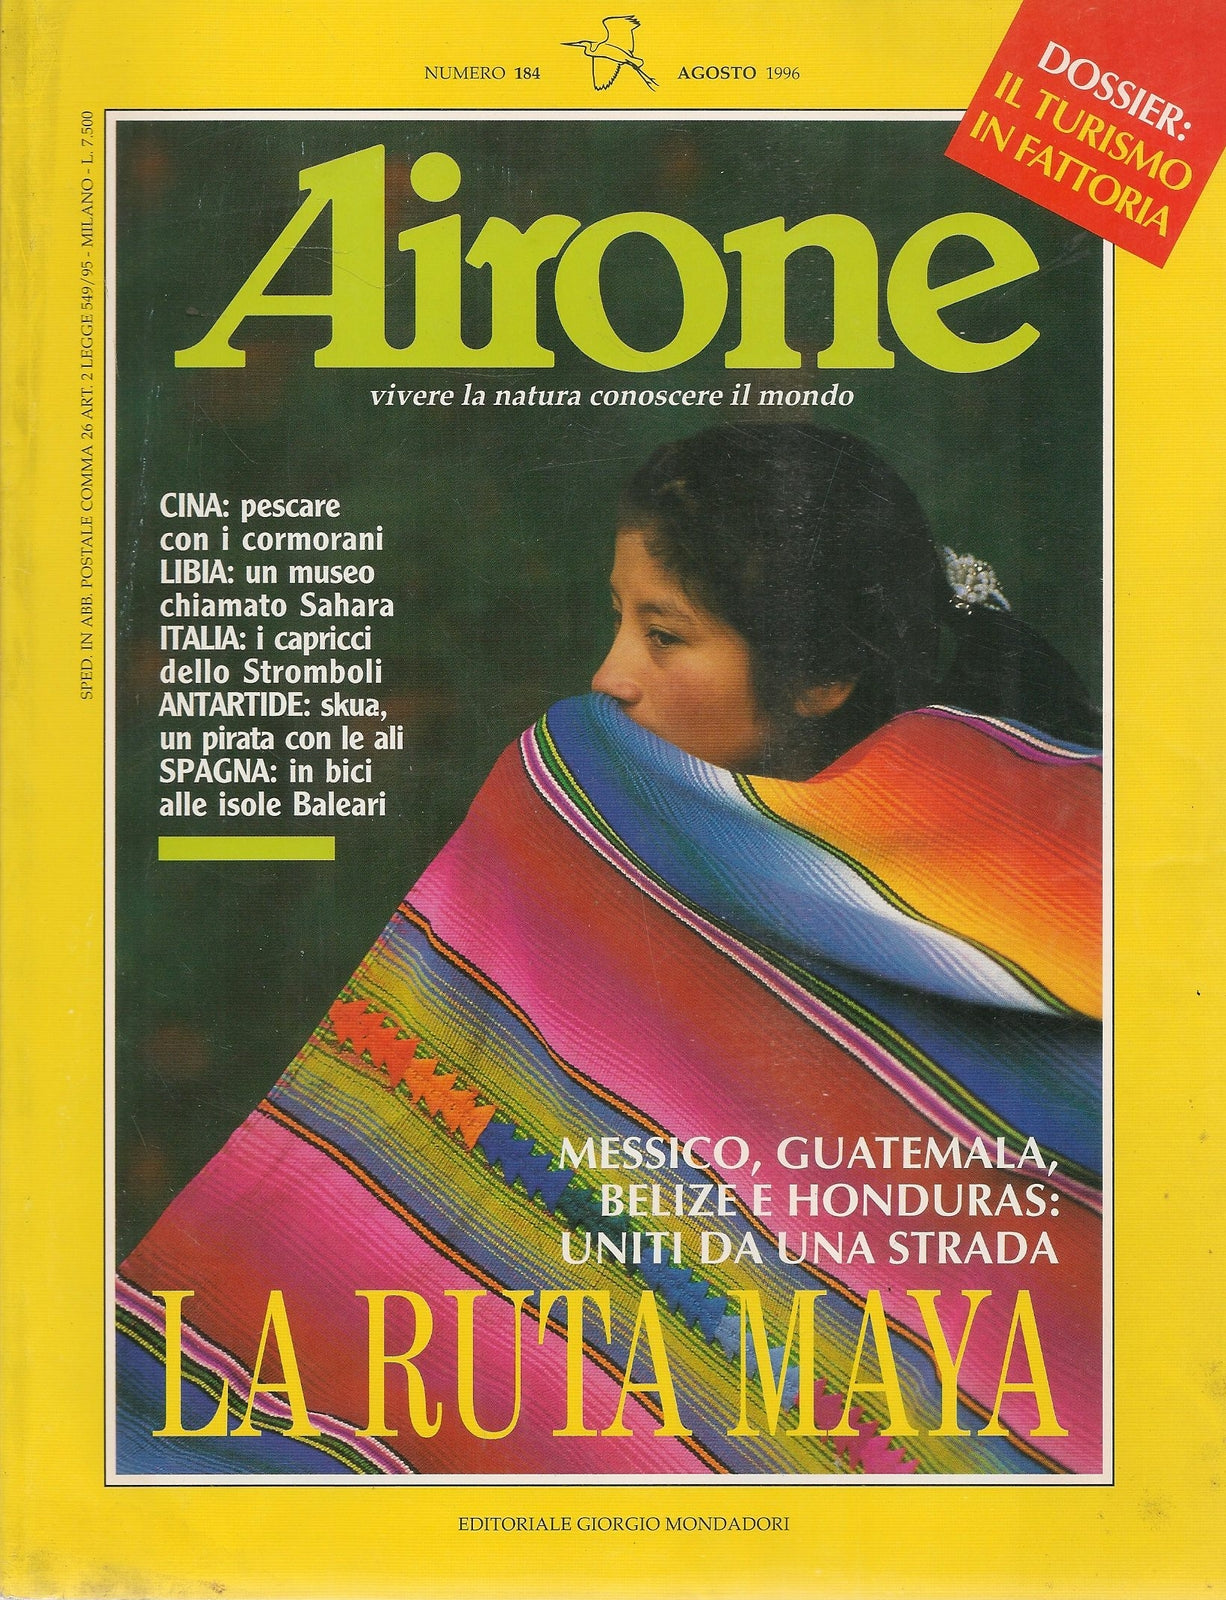 NUMERO 184 AGOSTO 1996
DOSSIER:
IL TURISMO
IN FATTORIA
SPED. IN ABB. POSTALE COMMA 26 ART. 2 LEGGE 549/95 - MILANO - L. 7.500
Airone
vivere la natura conoscere il mondo
CINA: pescare
con i cormorani
LIBIA: un museo
chiamato Sahara
ITALIA: i capricci
dello Stromboli
ANTARTIDE: skua,
un pirata con le ali
SPAGNA: in bici
alle isole Baleari
MESSICO, GUATEMALA,
BELIZE E HONDURAS:
UNITI DA UNA STRADA
LA RUTA MAYA
EDITORIALE GIORGIO MONDADORI